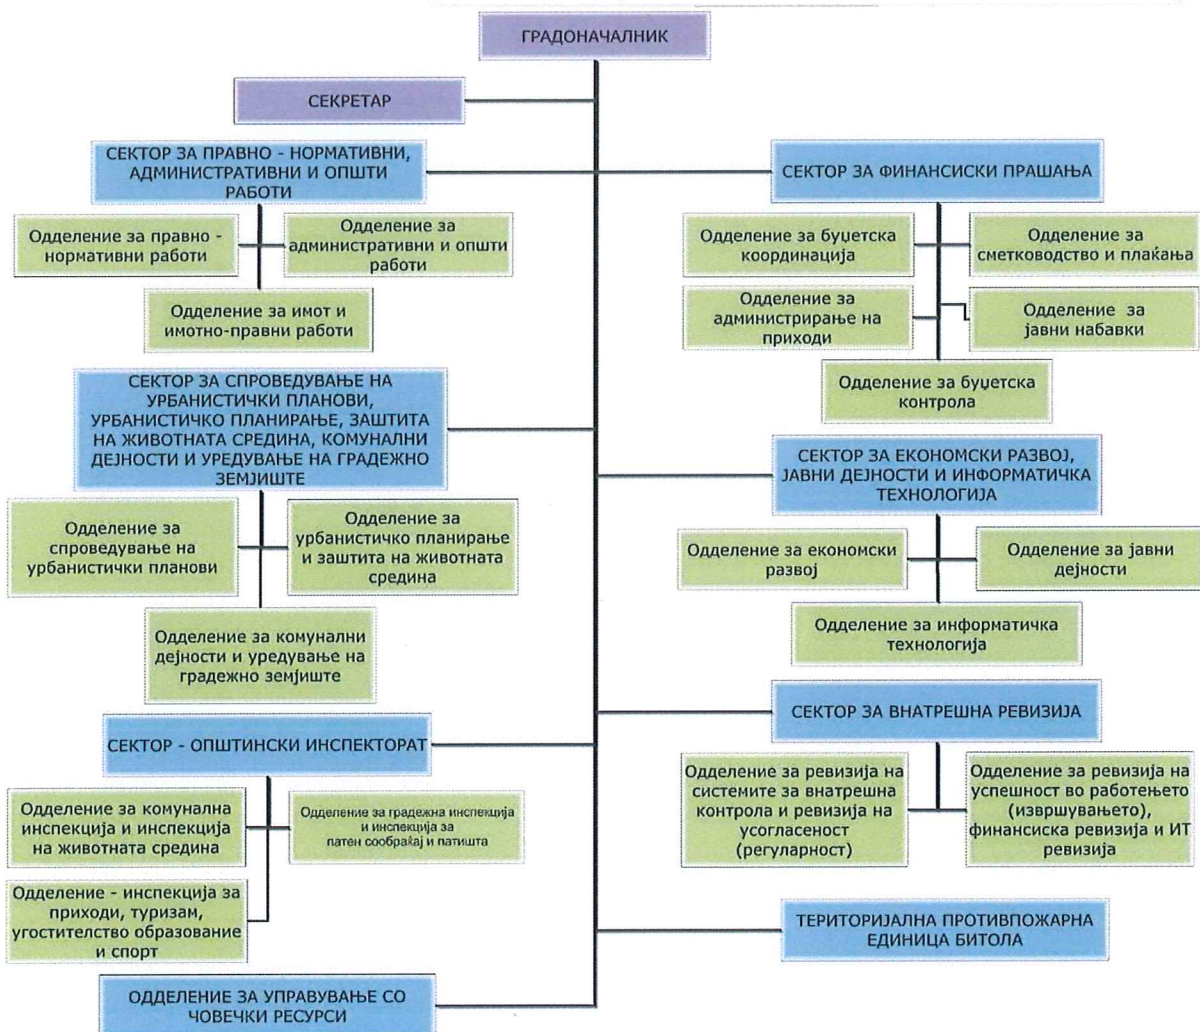 ГРАДОНАЧАЛНИК
СЕКРЕТАР
СЕКТОР ЗА ПРАВНО - НОРМАТИВНИ,
АДМИНИСТРАТИВНИ И ОПШТИ
РАБОТИ
Одделение за правно -
нормативни работи
Одделение за
административни и општи
работи
Одделение за имот и
имотно-правни работи
СЕКТОР ЗА ФИНАНСИСКИ ПРАШАЊА
Одделение за буџетска
координација
Одделение за
сметководство и плаќања
Одделение за
администрирање на
приходи
Одделение за
јавни набавки
Одделение за буџетска
контрола
СЕКТОР ЗА СПРОВЕДУВАЊЕ НА
УРБАНИСТИЧКИ ПЛАНОВИ,
УРБАНИСТИЧКО ПЛАНИРАЊЕ, ЗАШТИТА
НА ЖИВОТНАТА СРЕДИНА, КОМУНАЛНИ
ДЕЈНОСТИ И УРЕДУВАЊЕ НА ГРАДЕЖНО
ЗЕМЈИШТЕ
Одделение за
спроведување на
урбанистички планови
Одделение за
урбанистичко планирање
и заштита на животната
средина
Одделение за комунални
дејности и уредување на
градежно земјиште
СЕКТОР ЗА ЕКОНОМСКИ РАЗВОЈ,
ЈАВНИ ДЕЈНОСТИ И ИНФОРМАТИЧКА
ТЕХНОЛОГИЈА
Одделение за економски
развој
Одделение за јавни
дејности
Одделение за информатичка
технологија
СЕКТОР - ОПШТИНСКИ ИНСПЕКТОРАТ
Одделение за комунална
инспекција и инспекција
на животната средина
Одделение за градежна инспекција
и инспекција за
патен сообраќај и патишта
Одделение - инспекција за
приходи, туризам,
угостителство образование
и спорт
СЕКТОР ЗА ВНАТРЕШНА РЕВИЗИЈА
Одделение за ревизија на
системите за внатрешна
контрола и ревизија на
усогласеност
(регуларност)
Одделение за ревизија на
успешност во работењето
(извршувањето),
финансиска ревизија и ИТ
ревизија
ТЕРИТОРИЈАЛНА ПРОТИВПОЖАРНА
ЕДИНИЦА БИТОЛА
ОДДЕЛЕНИЕ ЗА УПРАВУВАЊЕ СО
ЧОВЕЧКИ РЕСУРСИ